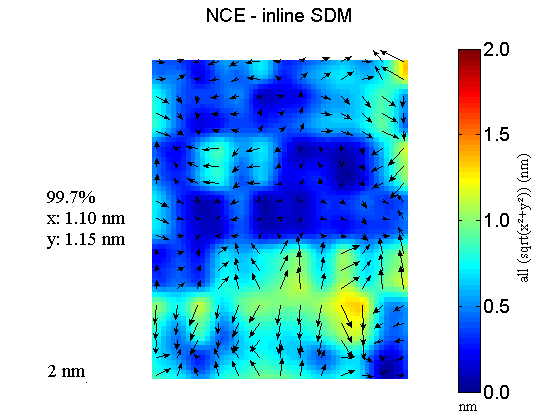 NCE - inline SDM
99.7%
x: 1.10 nm
y: 1.15 nm
2 nm
2.0
1.5
1.0
0.5
0.0
nm
all (sqrt(x²+y²)) (nm)